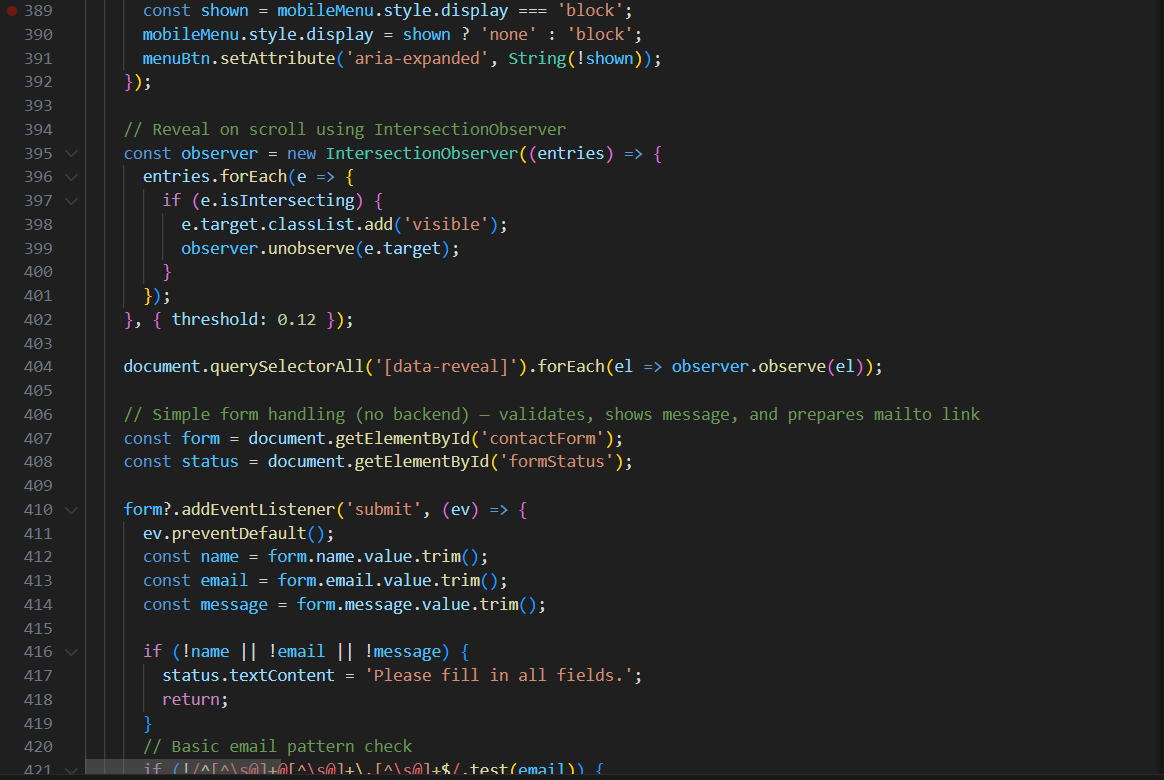 389 const shown = mobileMenu.style.display === 'block';
390 mobileMenu.style.display = shown ? 'none' : 'block';
391 menuBtn.setAttribute('aria-expanded', String(!shown));
392 });
393
394 // Reveal on scroll using IntersectionObserver
395 const observer = new IntersectionObserver((entries) => {
396 entries.forEach(e => {
397 if (e.isIntersecting) {
398 e.target.classList.add('visible');
399 observer.unobserve(e.target);
400 }
401 });
402 }, { threshold: 0.12 });
403
404 document.querySelectorAll('[data-reveal]').forEach(el => observer.observe(el));
405
406 // Simple form handling (no backend) — validates, shows message, and prepares mailto link
407 const form = document.getElementById('contactForm');
408 const status = document.getElementById('formStatus');
409
410 form?.addEventListener('submit', (ev) => {
411 ev.preventDefault();
412 const name = form.name.value.trim();
413 const email = form.email.value.trim();
414 const message = form.message.value.trim();
415
416 if (!name || !email || !message) {
417 status.textContent = 'Please fill in all fields.';
418 return;
419 }
420 // Basic email pattern check
421 if (!/^[^\s@]+@[^\s@]+\.[^\s@]+$/.test(email)) {